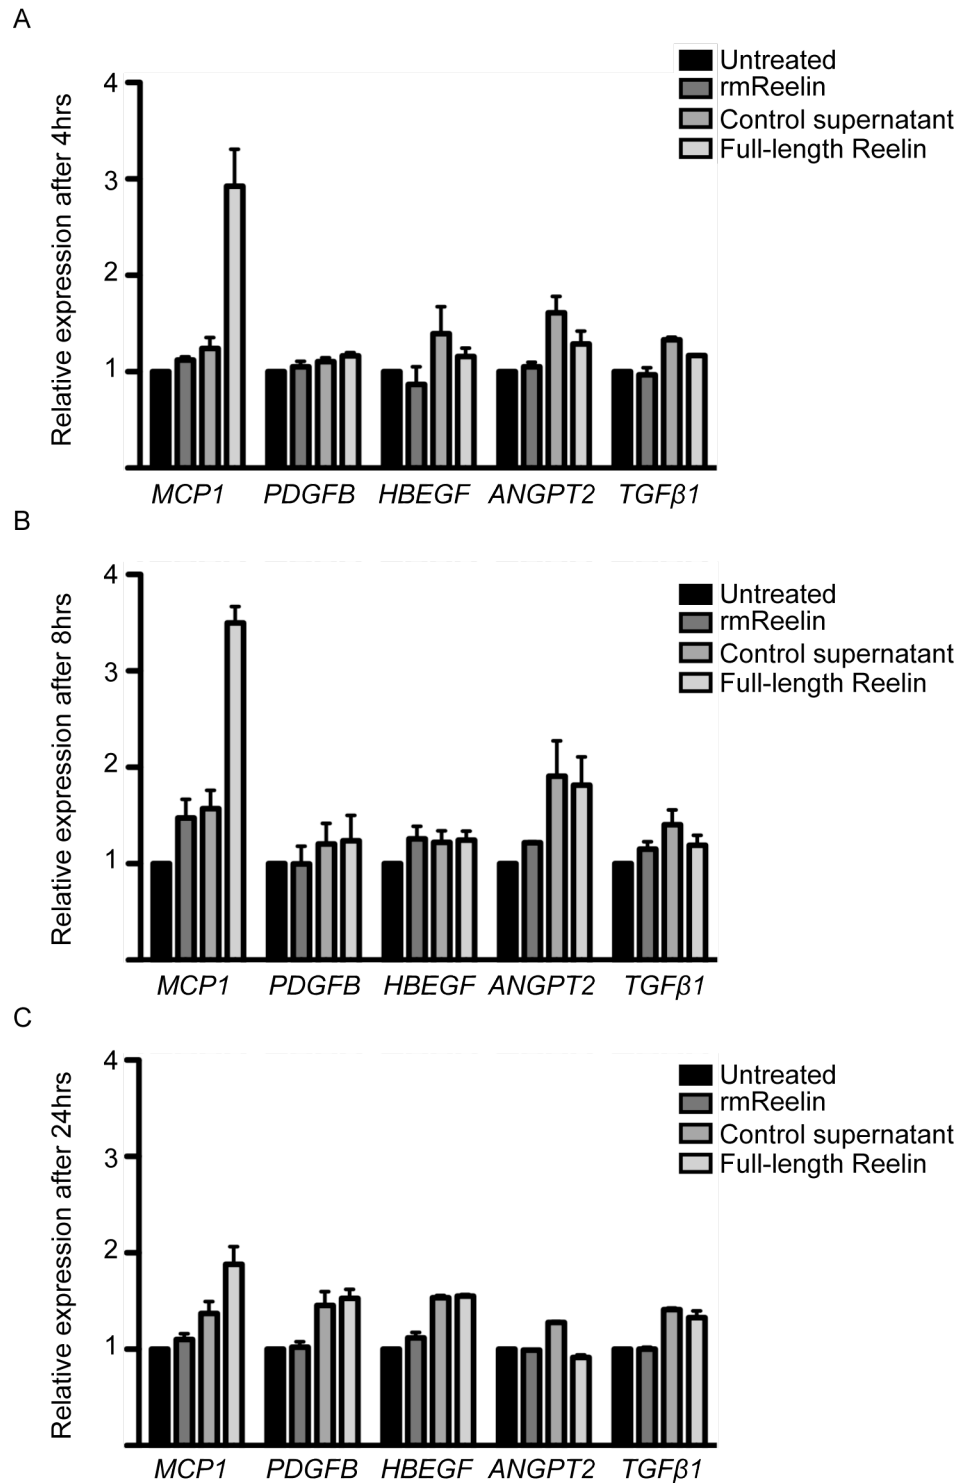 A
Relative expression after 4hrs
4
3
2
1
Untreated
rmReelin
Control supernatant
Full-length Reelin
MCP1 PDGFB HBEGF ANGPT2 TGFβ1
B
Relative expression after 8hrs
4
3
2
1
Untreated
rmReelin
Control supernatant
Full-length Reelin
MCP1 PDGFB HBEGF ANGPT2 TGFβ1
C
Relative expression after 24hrs
4
3
2
1
Untreated
rmReelin
Control supernatant
Full-length Reelin
MCP1 PDGFB HBEGF ANGPT2 TGFβ1